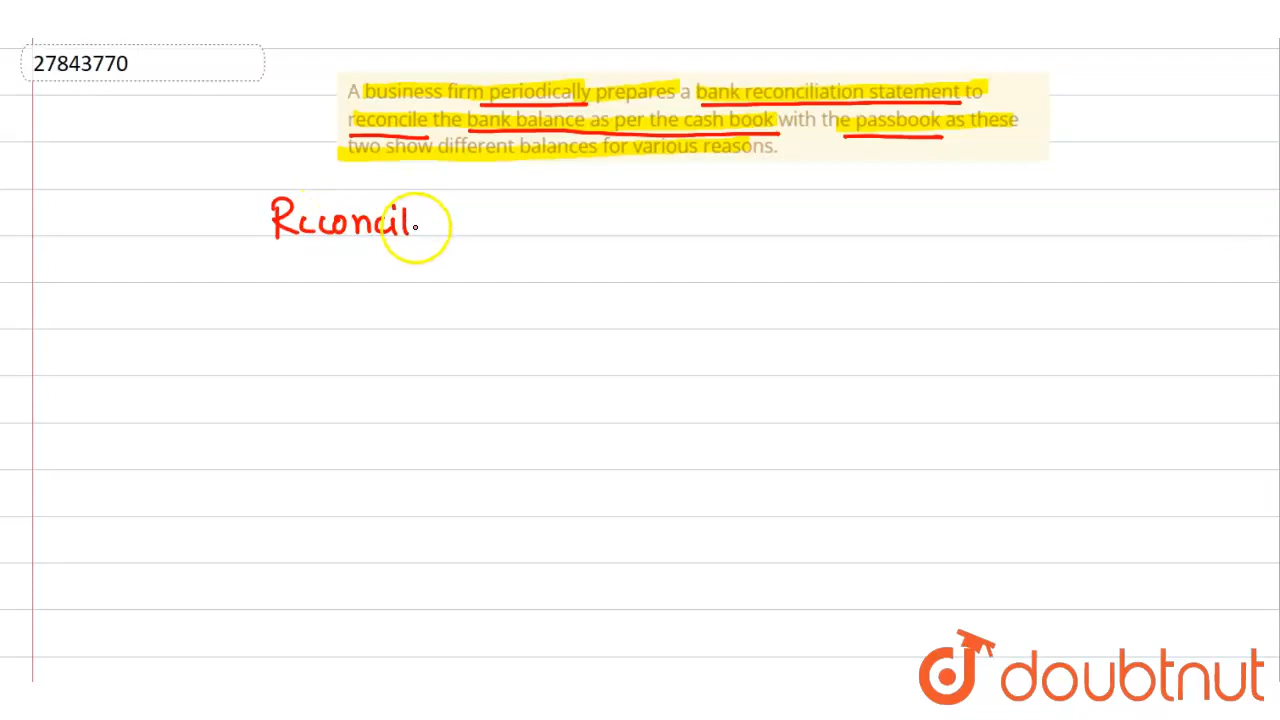 27843770
A business firm periodically prepares a bank reconciliation statement to
reconcile the bank balance as per the cash book with the passbook as these
two show different balances for various reasons.
Reconcil
doubtnut